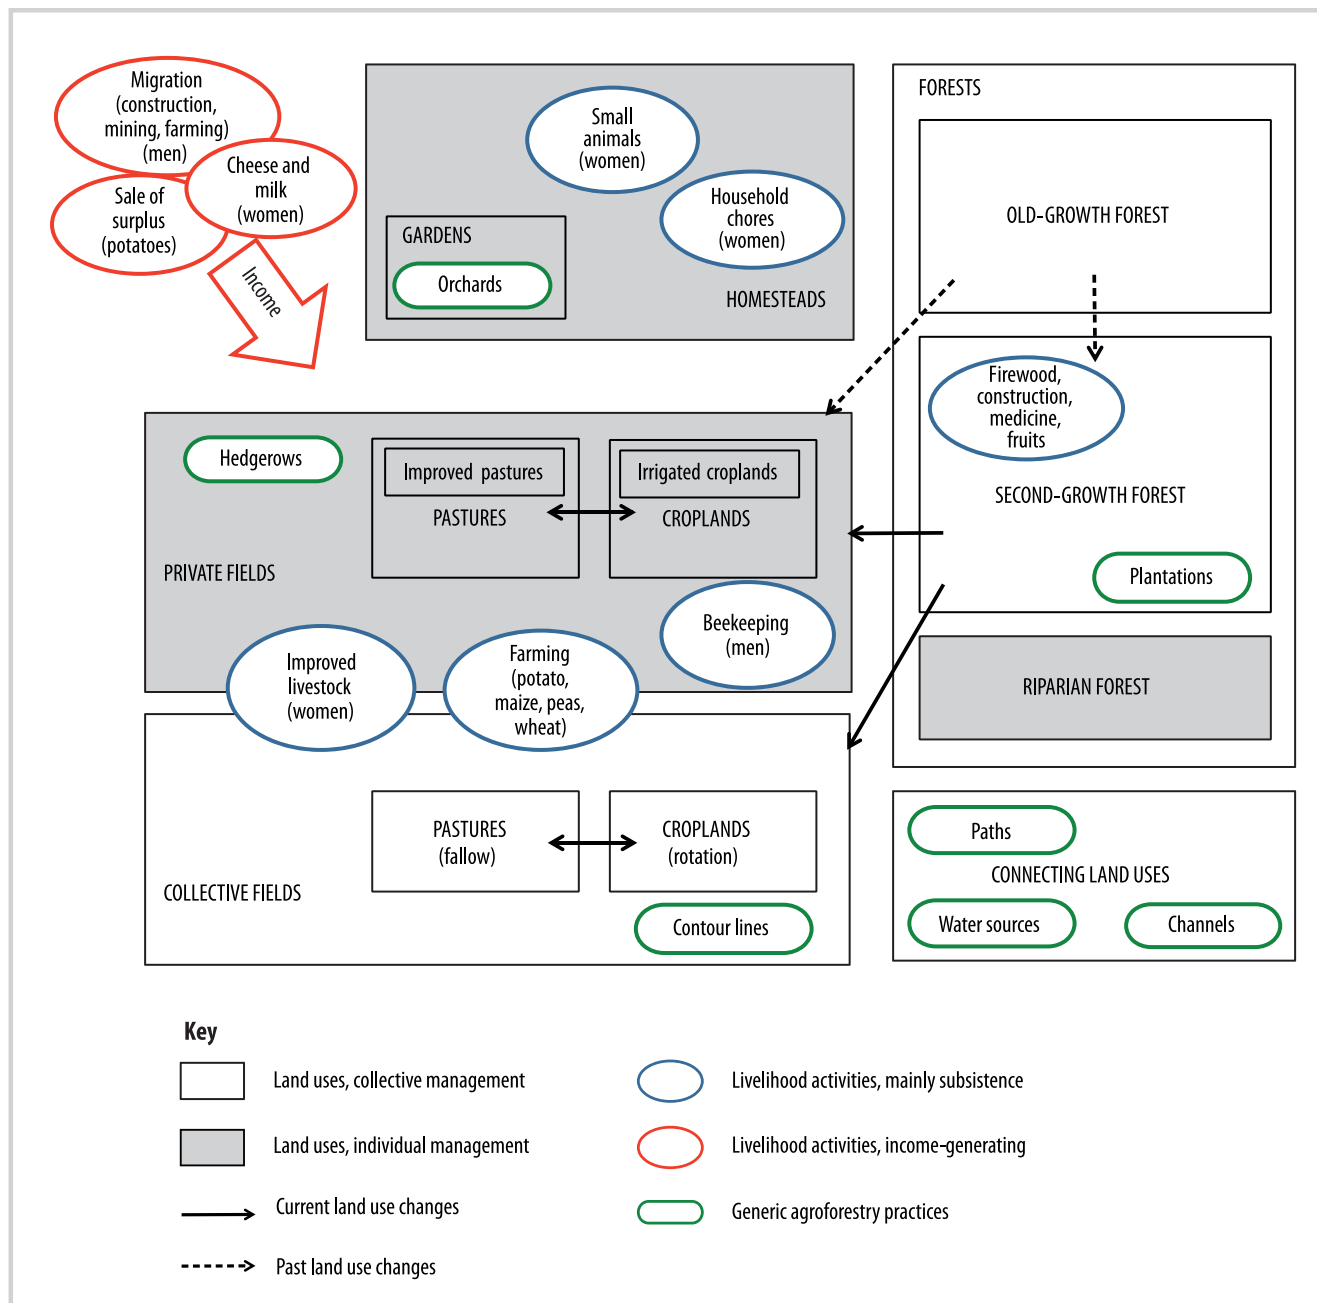 Migration
(construction,
mining, farming)
(men)
Cheese and
milk
(women)
Sale of
surplus
(potatoes)
Income
Small
animals
(women)
Household
chores
(women)
GARDENS
Orchards
HOMESTEADS
FORESTS
OLD-GROWTH FOREST
Firewood,
construction,
medicine,
fruits
SECOND-GROWTH FOREST
Plantations
RIPARIAN FOREST
Hedgerows
Improved pastures
PASTURES
Irrigated croplands
CROPLANDS
PRIVATE FIELDS
Beekeeping
(men)
Improved
livestock
(women)
Farming
(potato,
maize, peas,
wheat)
PASTURES
(fallow)
CROPLANDS
(rotation)
COLLECTIVE FIELDS
Contour lines
Paths
CONNECTING LAND USES
Water sources
Channels
Key
Land uses, collective management
Land uses, individual management
Current land use changes
Past land use changes
Livelihood activities, mainly subsistence
Livelihood activities, income-generating
Generic agroforestry practices